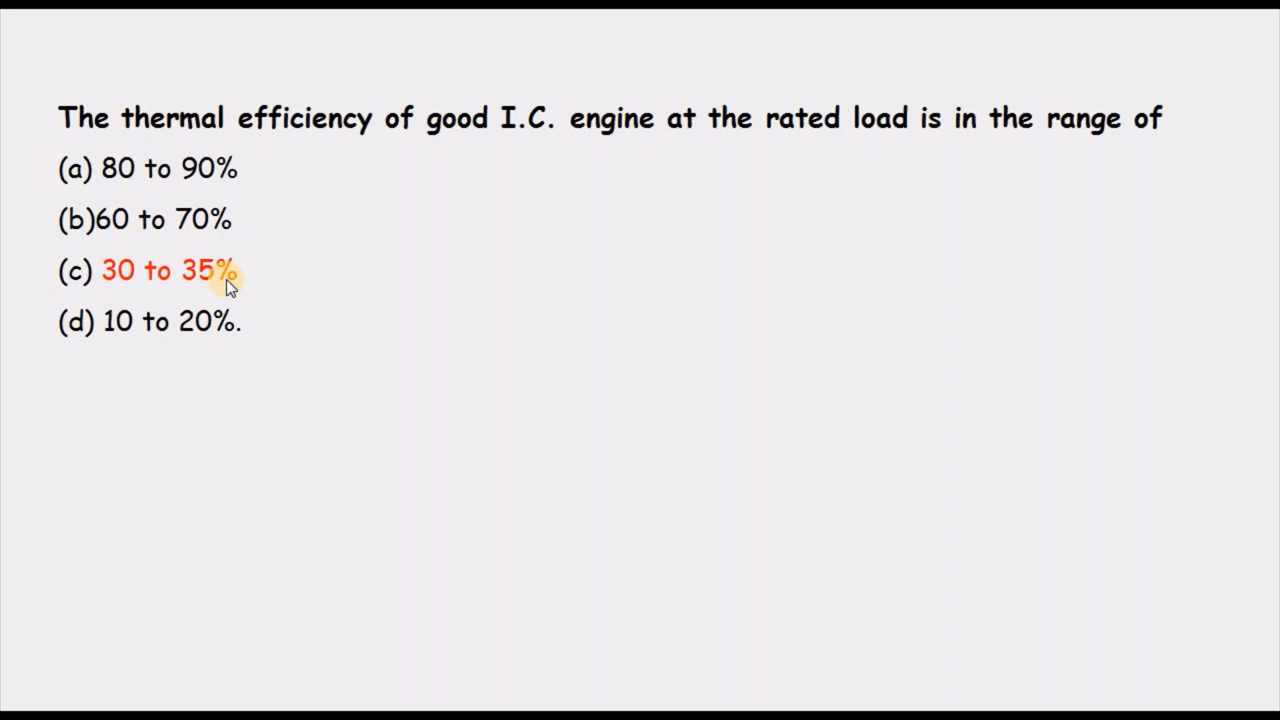 The thermal efficiency of good I.C. engine at the rated load is in the range of
(a) 80 to 90%
(b)60 to 70%
(c) 30 to 35%
(d) 10 to 20%.